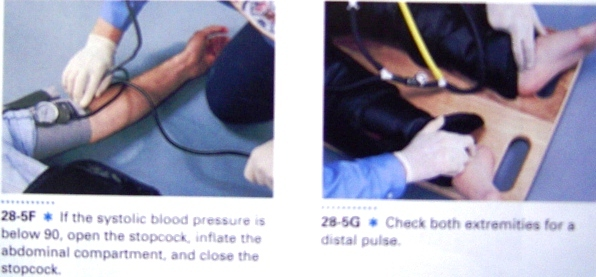 28-5F * If the systolic blood pressure is
below 90, open the stopcock, inflate the
abdominal compartment, and close the
stopcock.
28-5G * Check both extremities for a
distal pulse.